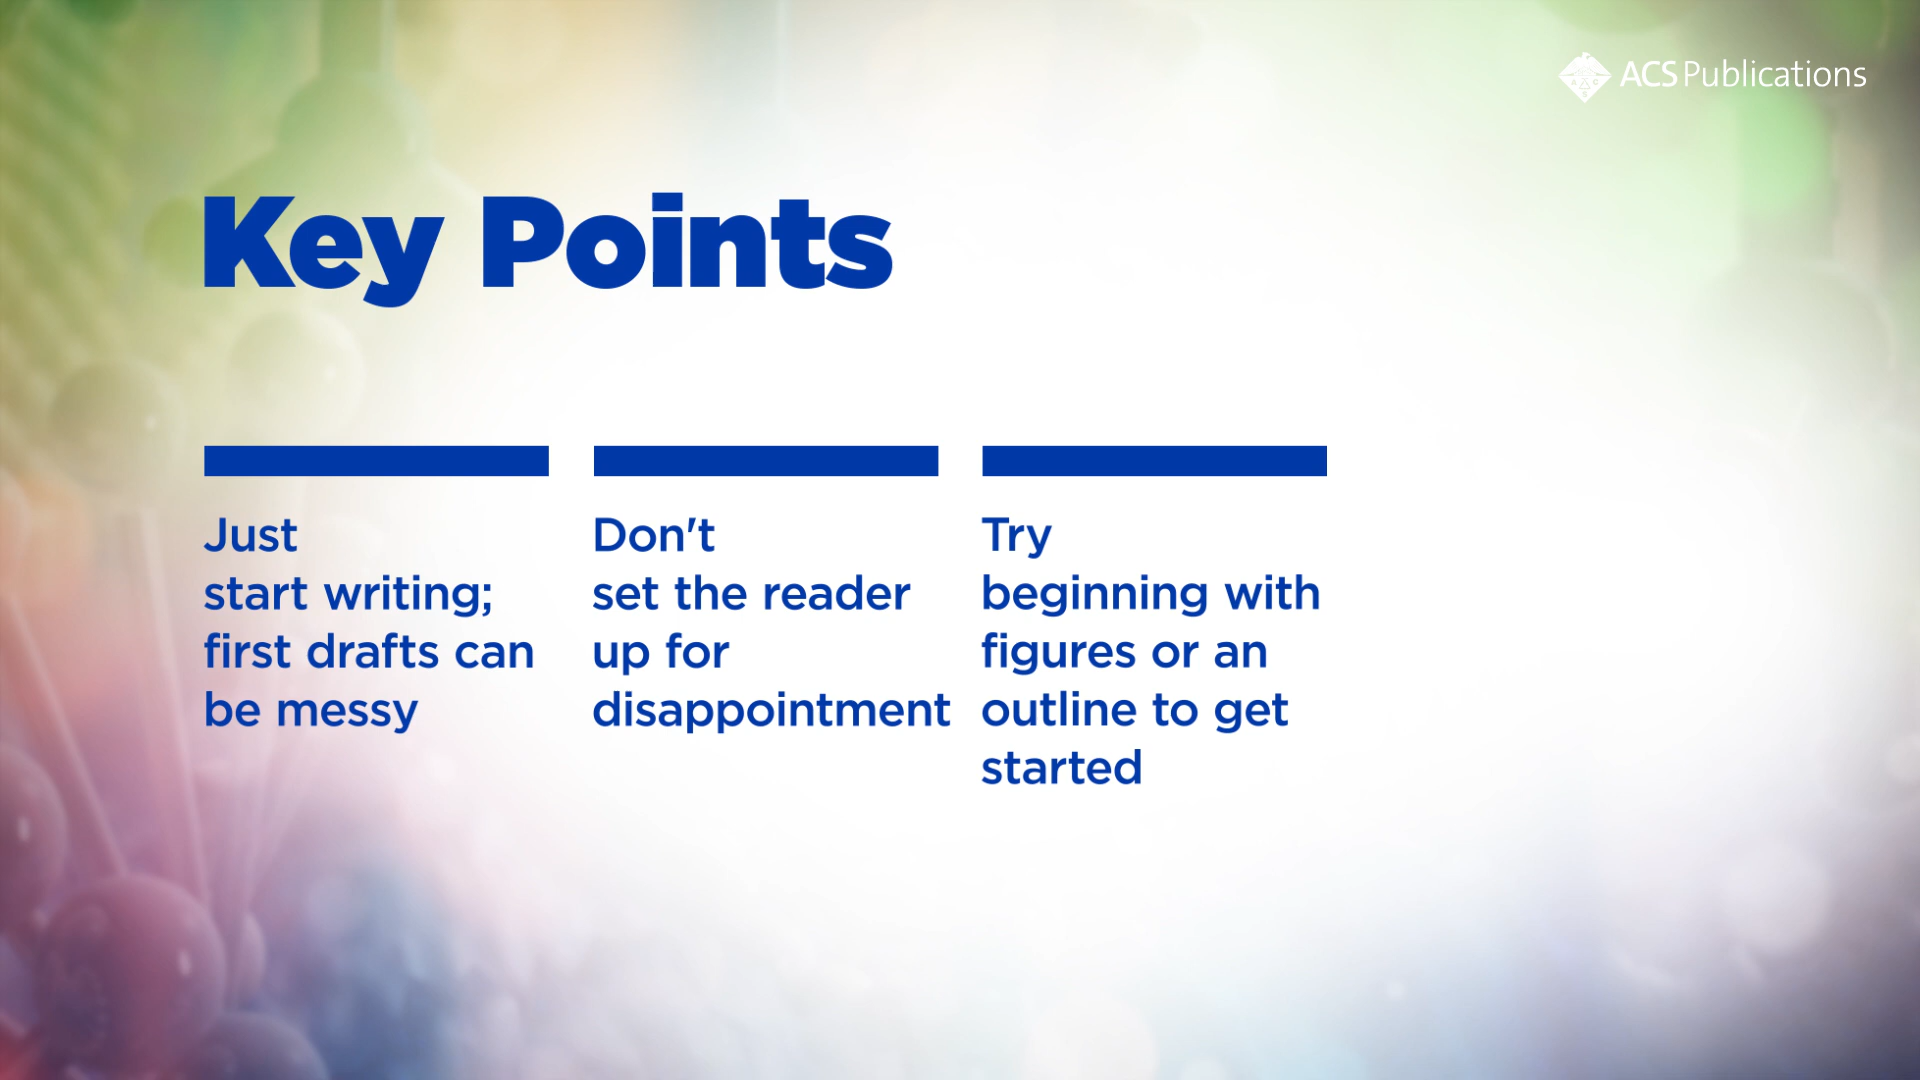 ACS Publications
Key Points
Just
start writing;
first drafts can
be messy
Don't
set the reader
up for
disappointment
Try
beginning with
figures or an
outline to get
started